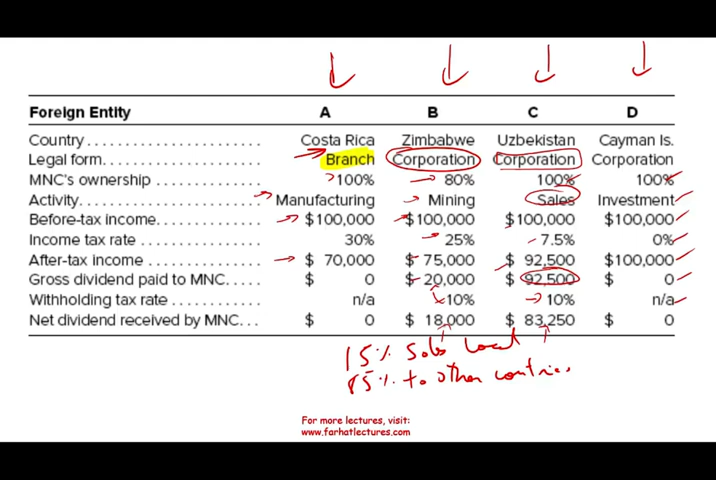 Foreign Entity A B C D
Country Costa Rica Zimbabwe Uzbekistan Cayman Is.
Legal form Branch Corporation Corporation Corporation
MNC's ownership 100% 80% 100% 100%
Activity Manufacturing Mining Sales Investment
Before-tax income $100,000 $100,000 $100,000 $100,000
Income tax rate 30% 25% 7.5% 0%
After-tax income $ 70,000 $ 75,000 $ 92,500 $100,000
Gross dividend paid to MNC $ 0 $ 20,000 $ 92,500 $ 0
Withholding tax rate n/a 10% 10% n/a
Net dividend received by MNC $ 0 $ 18,000 $ 83,250 $ 0
15% Sales Local
85% to other countries
For more lectures, visit:
www.farhatlectures.com